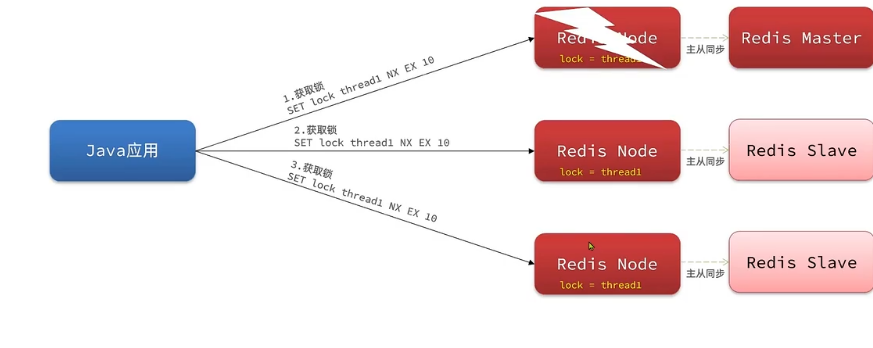 Redis Node
lock = thread1
主从同步
Redis Master
1.获取锁
SET lock thread1 NX EX 10
Java应用
2.获取锁
SET lock thread1 NX EX 10
Redis Node
lock = thread1
主从同步
Redis Slave
3.获取锁
SET lock thread1 NX EX 10
Redis Node
lock = thread1
主从同步
Redis Slave